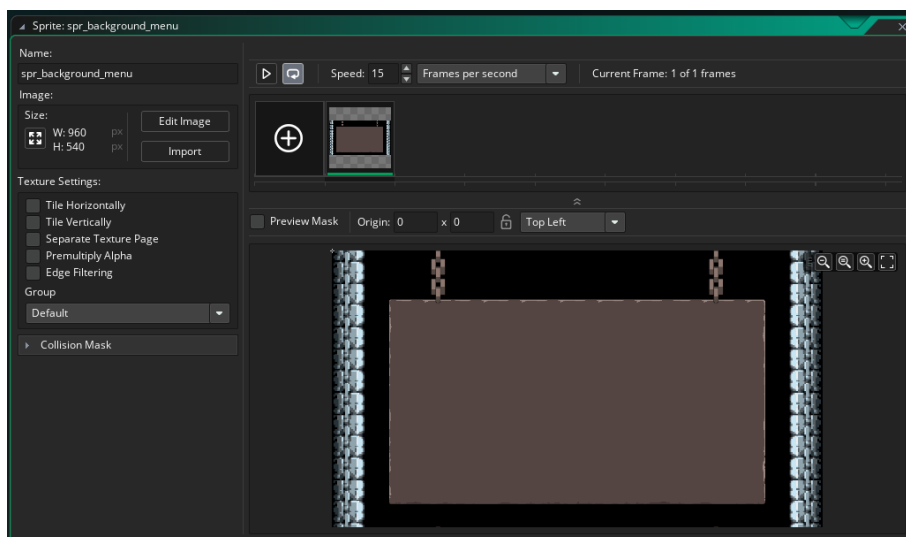 Sprite: spr_background_menu
Name:
spr_background_menu
Image:
Size:
W: 960 px
H: 540 px
Edit Image
Import
Texture Settings:
Tile Horizontally
Tile Vertically
Separate Texture Page
Premultiply Alpha
Edge Filtering
Group
Default
Collision Mask
Speed: 15 Frames per second Current Frame: 1 of 1 frames
Preview Mask Origin: 0 x 0 Top Left